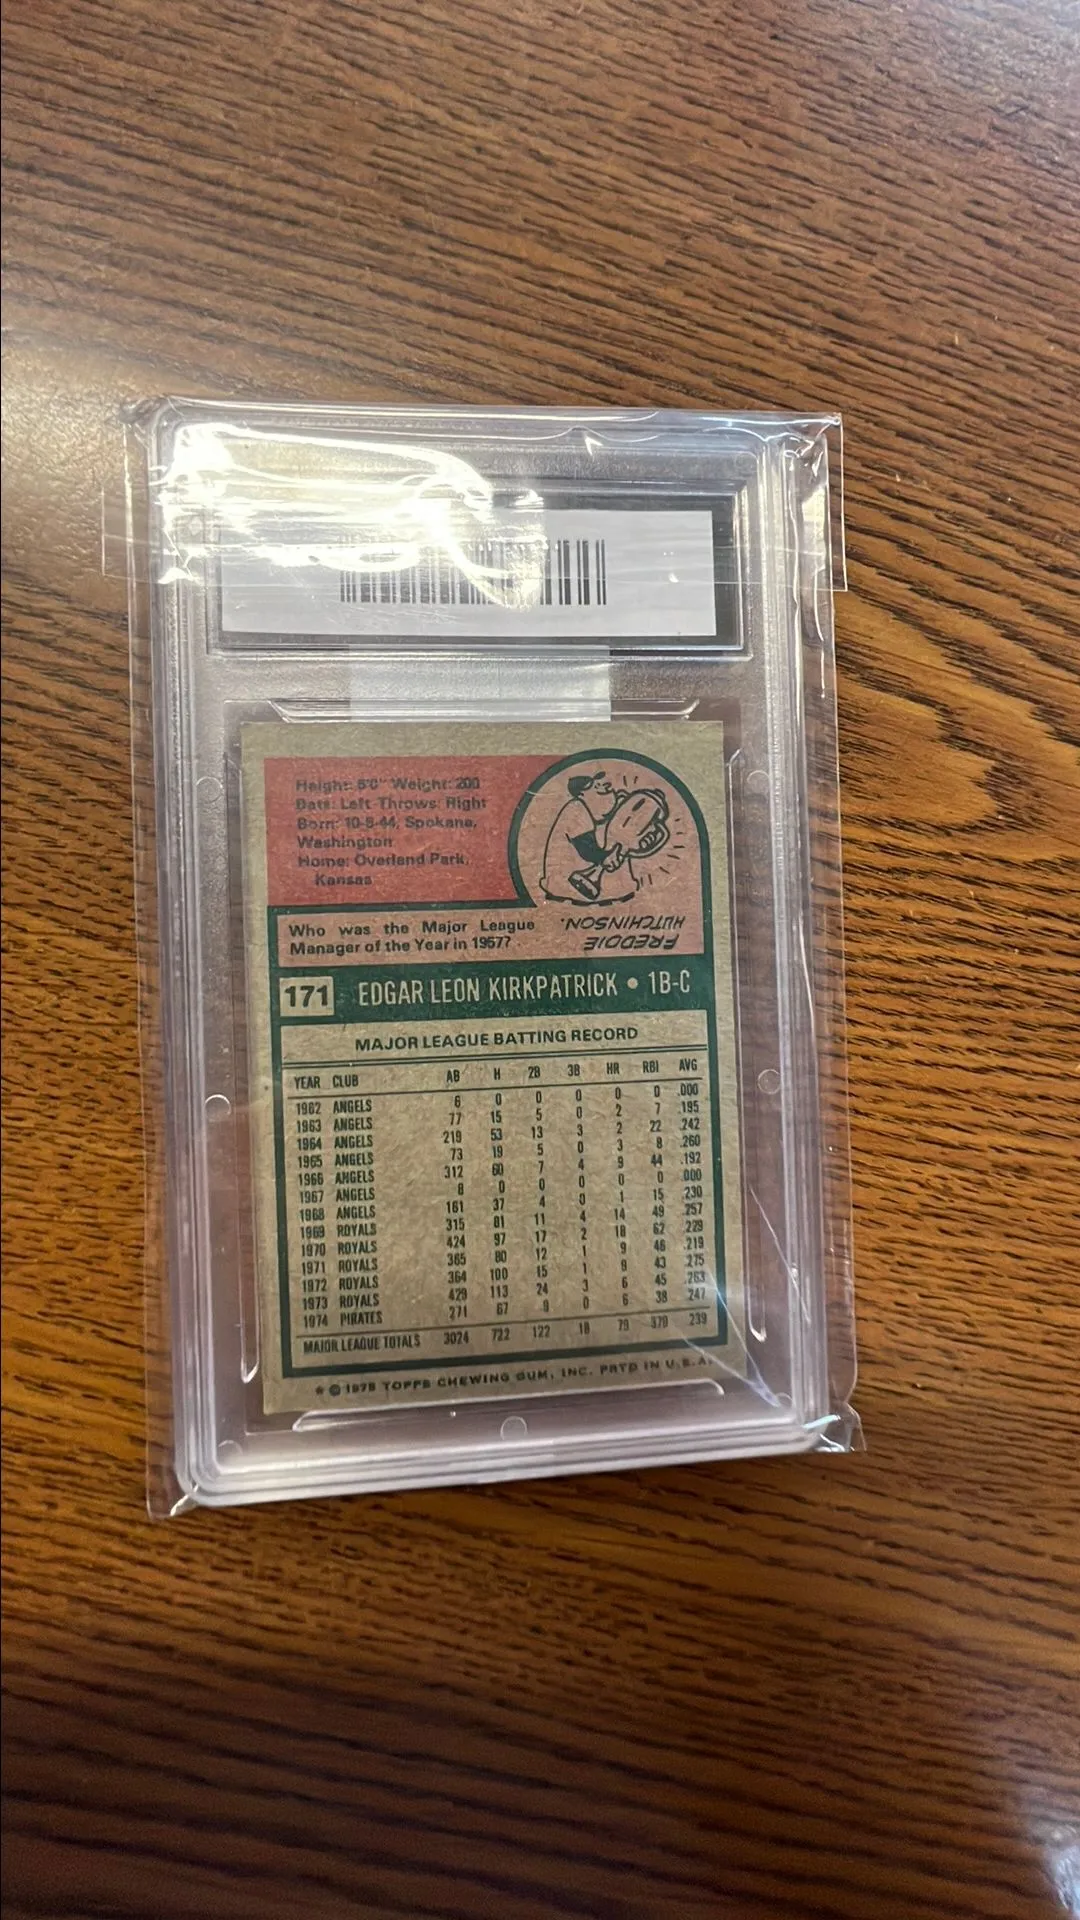 Height: 6'0" Weight: 200
Bats: Left Throws: Right
Born: 10-8-44, Spokane,
Washington
Home: Overland Park,
Kansas
Who was the Major League
Manager of the Year in 1957?
FREDDIE
HUTCHINSON.
171 EDGAR LEON KIRKPATRICK • 1B-C
MAJOR LEAGUE BATTING RECORD
YEAR CLUB AB H 2B 3B HR RBI AVG
1962 ANGELS 6 0 0 0 0 0 .000
1963 ANGELS 77 15 5 0 2 7 .195
1964 ANGELS 219 53 13 3 2 22 .242
1965 ANGELS 73 19 5 0 3 8 .260
1966 ANGELS 312 60 7 4 9 44 .192
1967 ANGELS 8 0 0 0 0 0 .000
1968 ANGELS 161 37 4 0 1 15 .230
1969 ROYALS 315 81 11 4 14 49 .257
1970 ROYALS 424 97 17 2 18 62 .229
1971 ROYALS 365 80 12 1 9 46 .219
1972 ROYALS 364 100 15 1 9 43 .275
1973 ROYALS 429 113 24 3 6 45 .263
1974 PIRATES 271 67 9 0 6 38 .247
MAJOR LEAGUE TOTALS 3024 722 122 18 79 379 .239
* © 1975 TOPPS CHEWING GUM, INC. PRTD IN U.S.A.